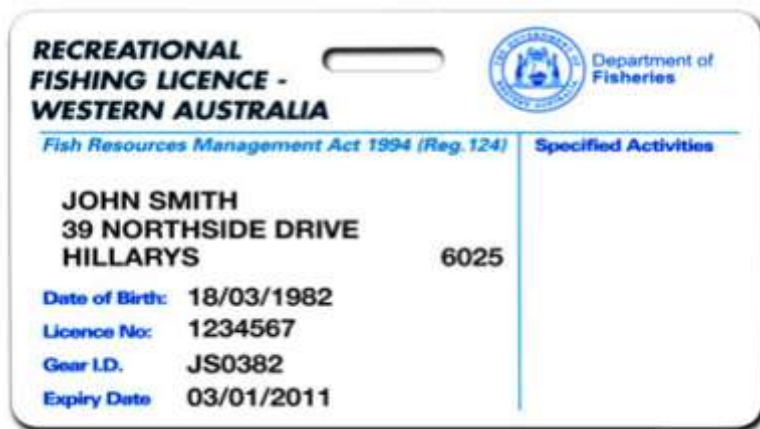 RECREATIONAL
FISHING LICENCE -
WESTERN AUSTRALIA
Department of
Fisheries
Fish Resources Management Act 1994 (Reg.124)
Specified Activities
JOHN SMITH
39 NORTHSIDE DRIVE
HILLARYS 6025
Date of Birth: 18/03/1982
Licence No: 1234567
Gear I.D. JS0382
Expiry Date 03/01/2011